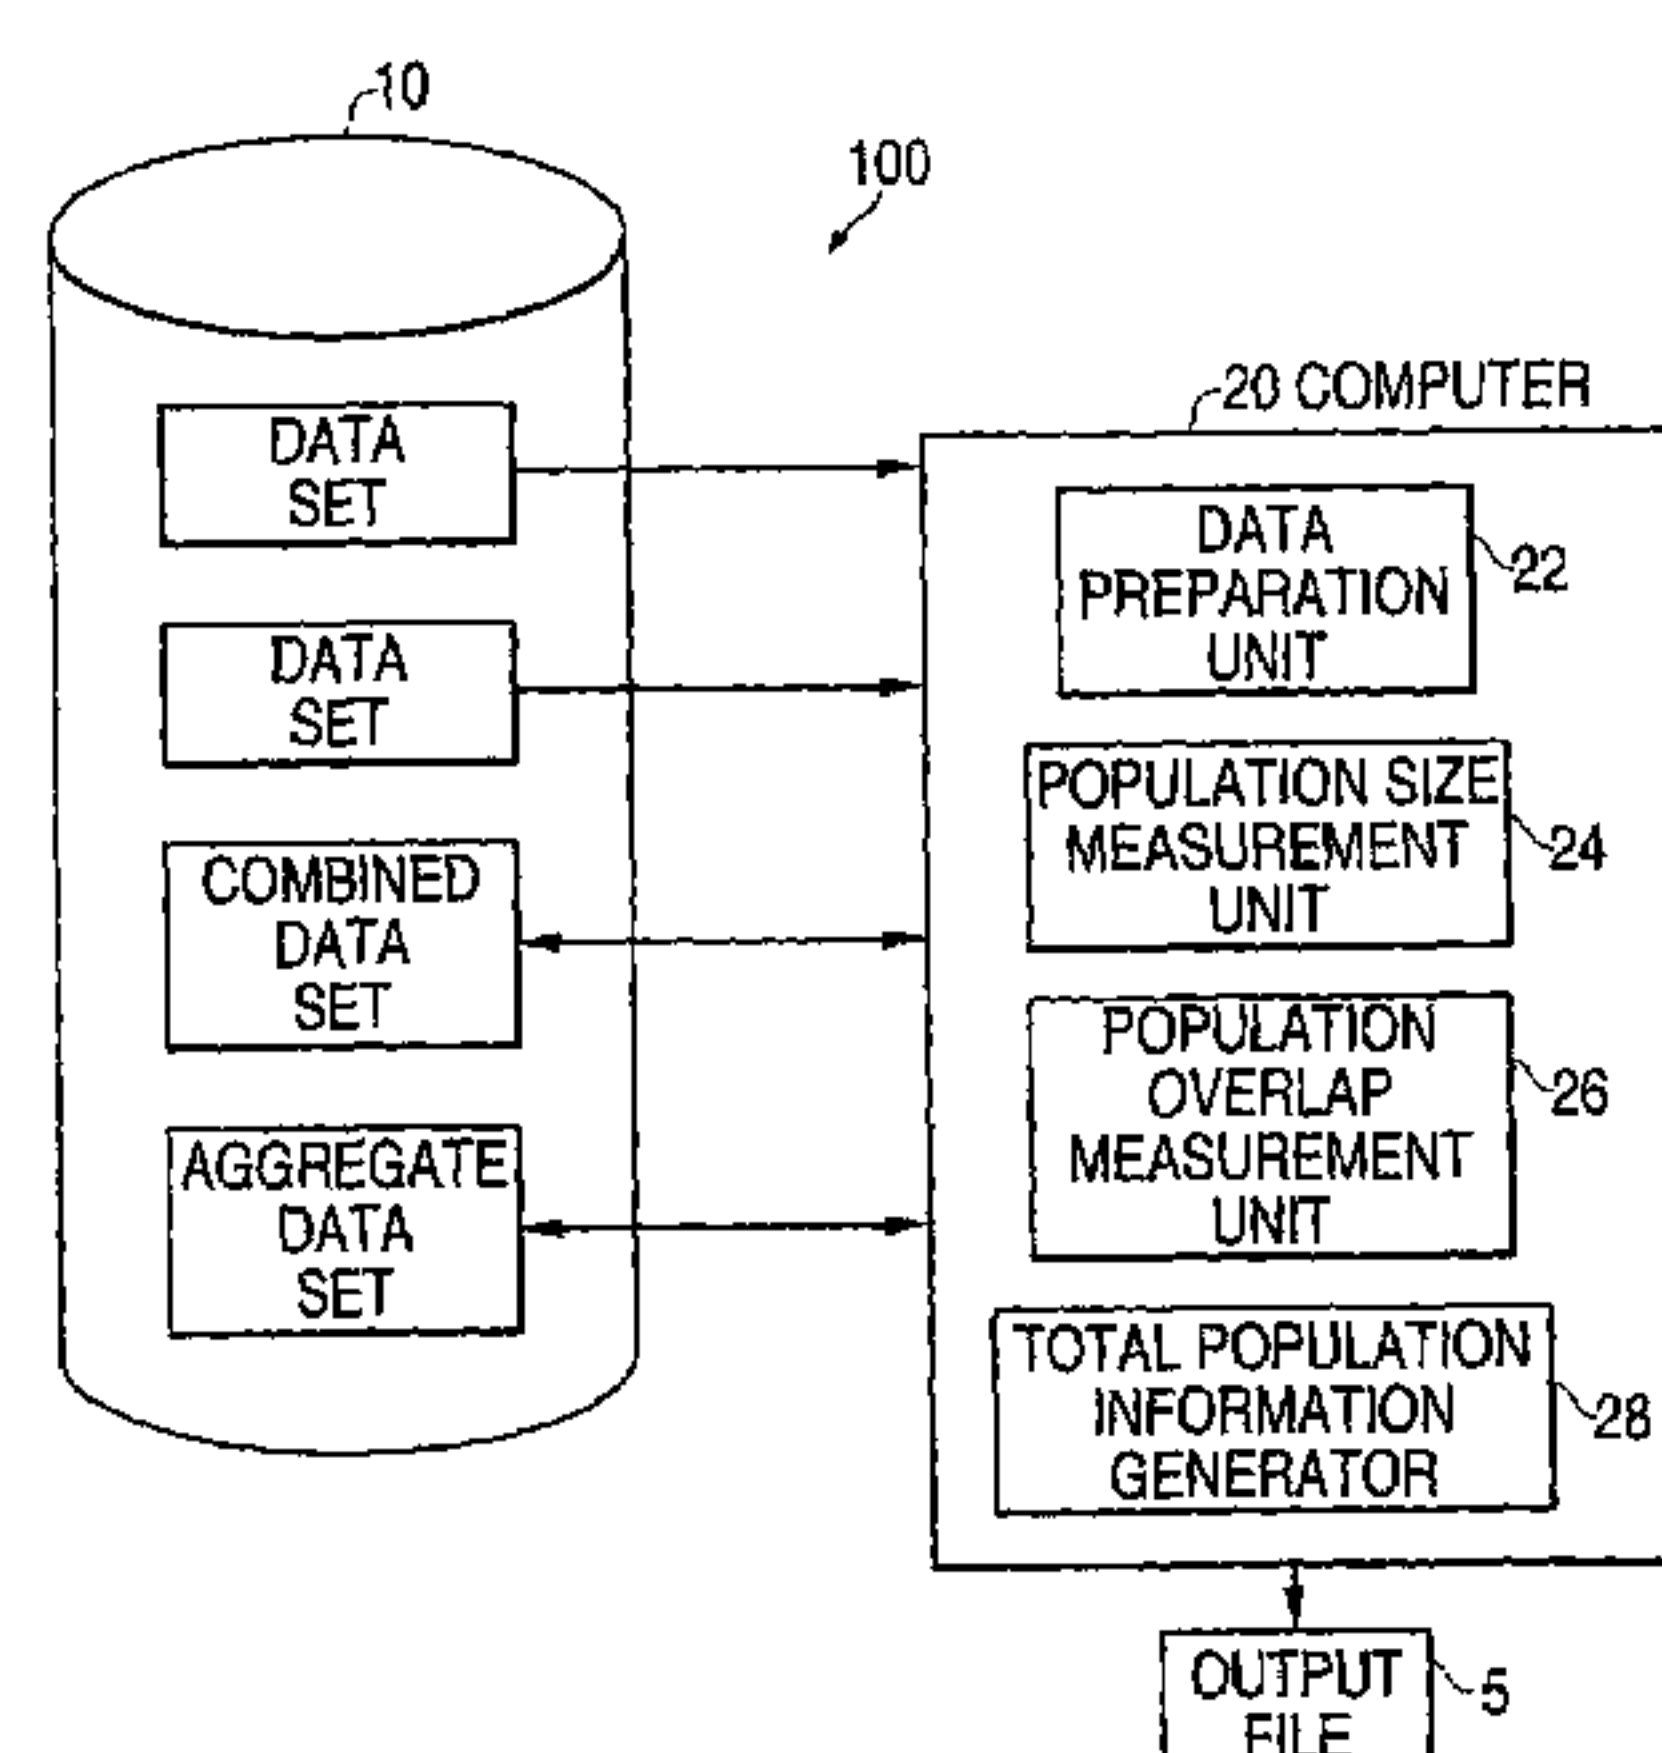 10
100
DATA
SET
DATA
SET
COMBINED
DATA
SET
AGGREGATE
DATA
SET
20 COMPUTER
DATA
PREPARATION
UNIT
22
POPULATION SIZE
MEASUREMENT
UNIT
24
POPULATION
OVERLAP
MEASUREMENT
UNIT
26
TOTAL POPULATION
INFORMATION
GENERATOR
28
OUTPUT
FILE
5